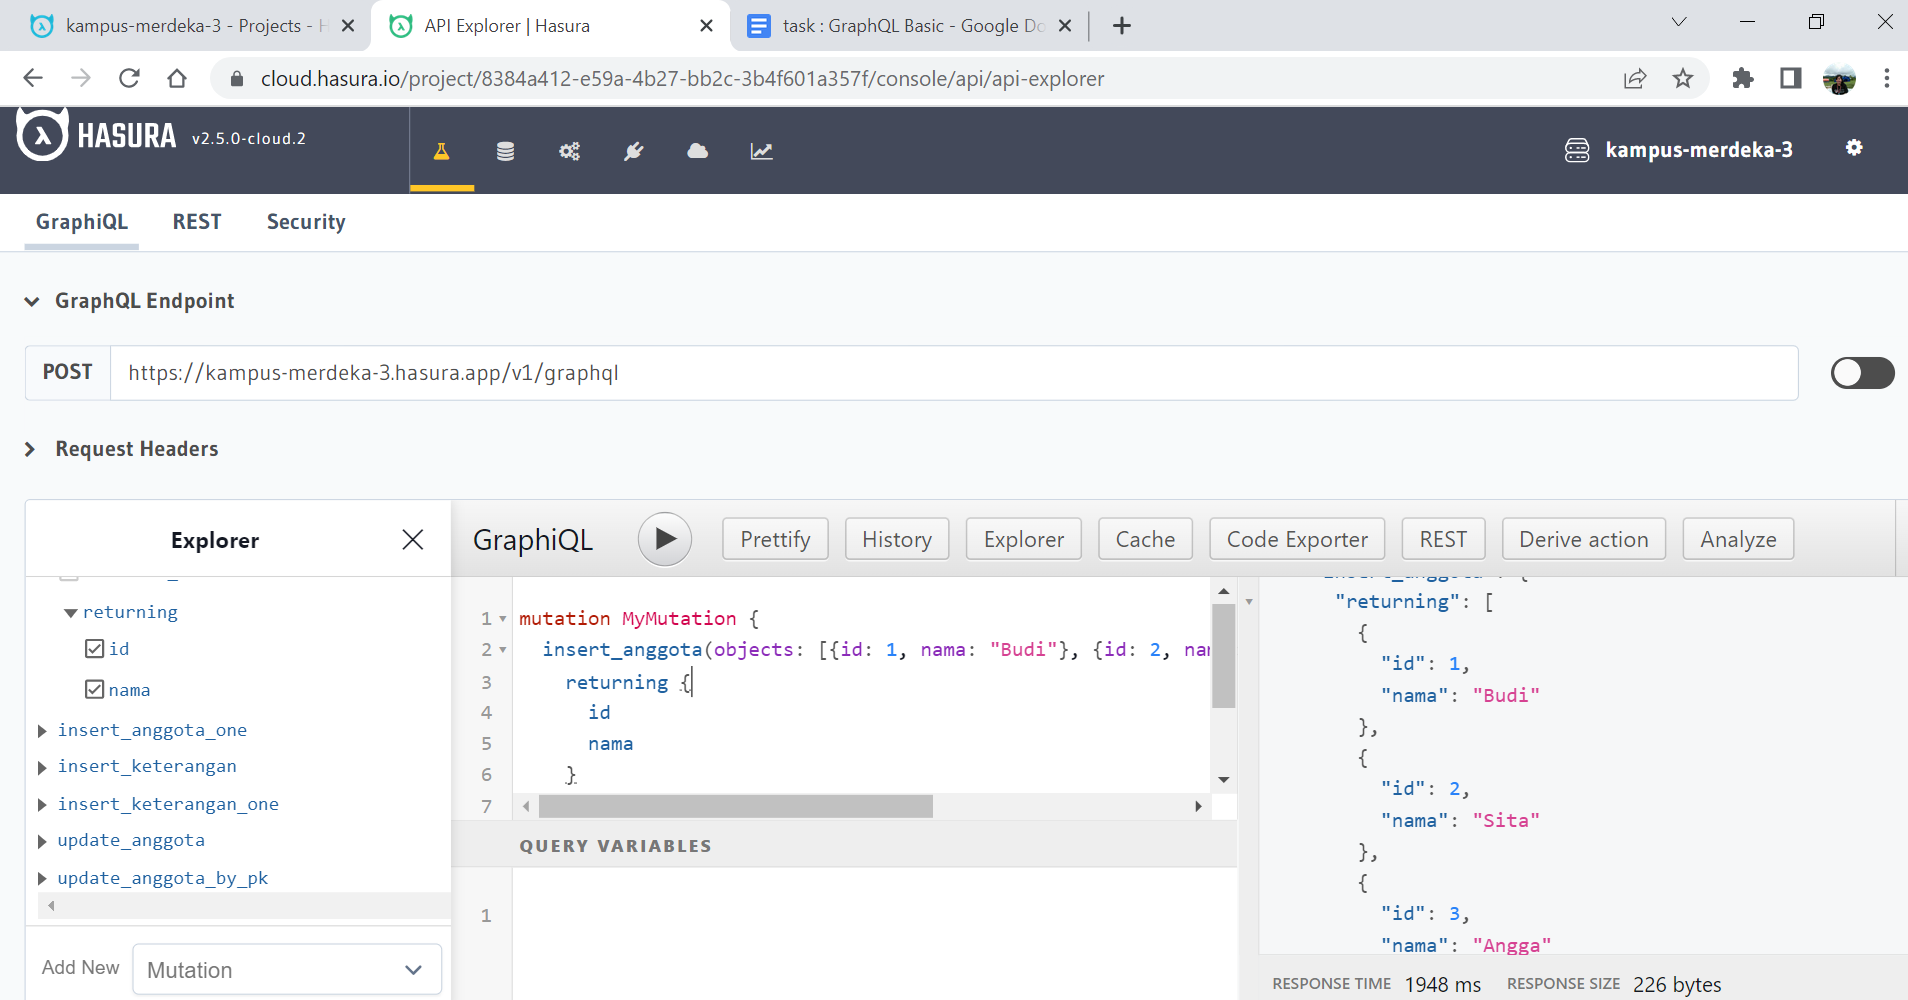 kampus-merdeka-3 - Projects - H
API Explorer | Hasura
task : GraphQL Basic - Google Do
cloud.hasura.io/project/8384a412-e59a-4b27-bb2c-3b4f601a357f/console/api/api-explorer
HASURA v2.5.0-cloud.2
kampus-merdeka-3
GraphiQL REST Security
GraphQL Endpoint
POST https://kampus-merdeka-3.hasura.app/v1/graphql
Request Headers
Explorer
returning
id
nama
insert_anggota_one
insert_keterangan
insert_keterangan_one
update_anggota
update_anggota_by_pk
Add New Mutation
GraphiQL Prettify History Explorer Cache Code Exporter REST Derive action Analyze
1 mutation MyMutation {
2 insert_anggota(objects: [{id: 1, nama: "Budi"}, {id: 2, nam
3 returning {
4 id
5 nama
6 }
7
QUERY VARIABLES
1
"returning": [
{
"id": 1,
"nama": "Budi"
},
{
"id": 2,
"nama": "Sita"
},
{
"id": 3,
"nama": "Angga"
RESPONSE TIME 1948 ms RESPONSE SIZE 226 bytes